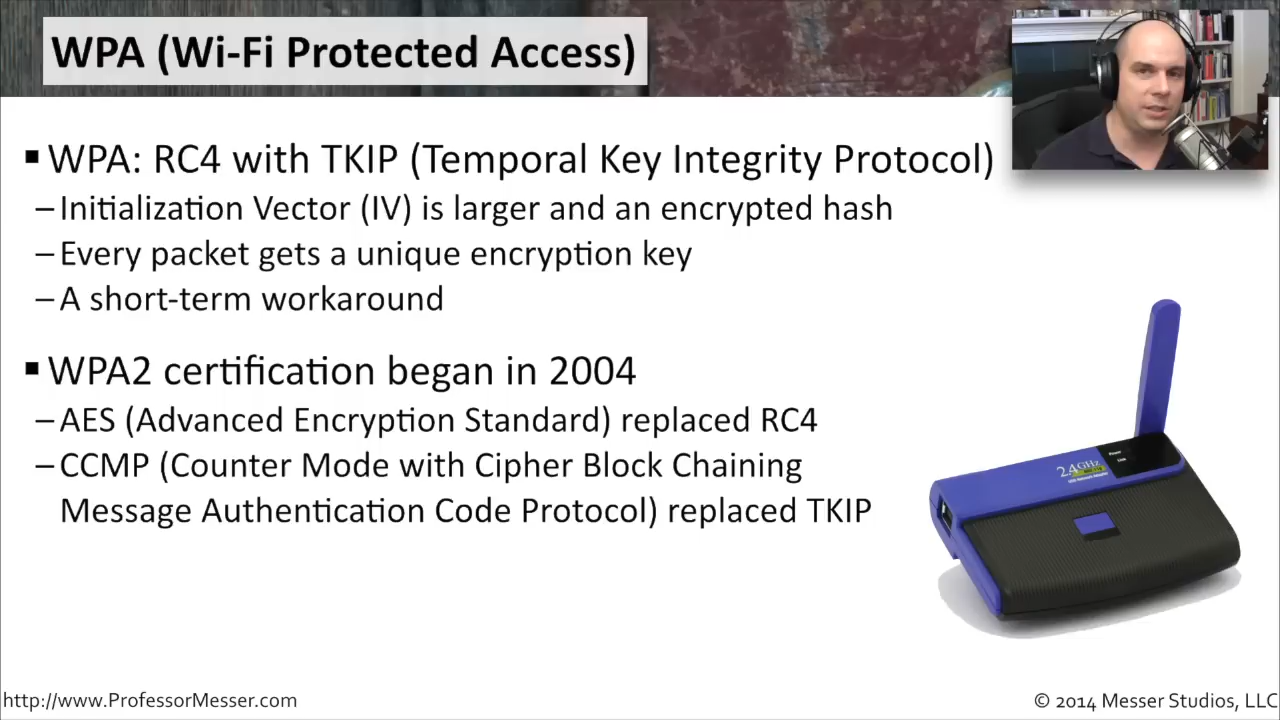 WPA (Wi-Fi Protected Access)
▪ WPA: RC4 with TKIP (Temporal Key Integrity Protocol)
– Initialization Vector (IV) is larger and an encrypted hash
– Every packet gets a unique encryption key
– A short-term workaround
▪ WPA2 certification began in 2004
– AES (Advanced Encryption Standard) replaced RC4
– CCMP (Counter Mode with Cipher Block Chaining
Message Authentication Code Protocol) replaced TKIP
2.4GHz
http://www.ProfessorMesser.com
© 2014 Messer Studios, LLC